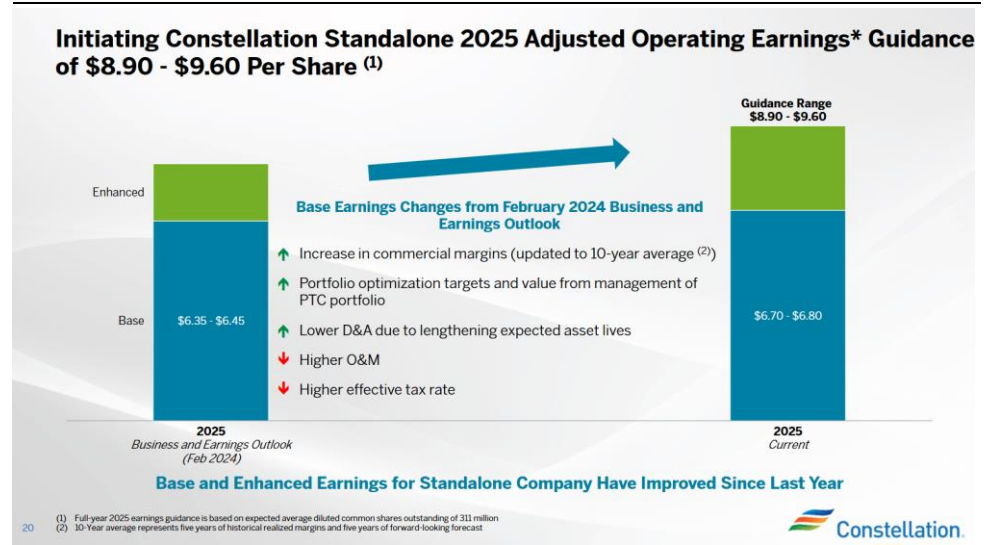 Initiating Constellation Standalone 2025 Adjusted Operating Earnings* Guidance
of $8.90 - $9.60 Per Share (1)
Guidance Range
$8.90 - $9.60
Enhanced
Base Earnings Changes from February 2024 Business and
Earnings Outlook
Increase in commercial margins (updated to 10-year average (2))
Portfolio optimization targets and value from management of
PTC portfolio
Base
$6.35 - $6.45
$6.70 - $6.80
Lower D&A due to lengthening expected asset lives
Higher O&M
Higher effective tax rate
2025
Business and Earnings Outlook
(Feb 2024)
2025
Current
Base and Enhanced Earnings for Standalone Company Have Improved Since Last Year
20
(1) Full-year 2025 earnings guidance is based on expected average diluted common shares outstanding of 311 million
(2) 10-Year average represents five years of historical realized margins and five years of forward-looking forecast
Constellation.